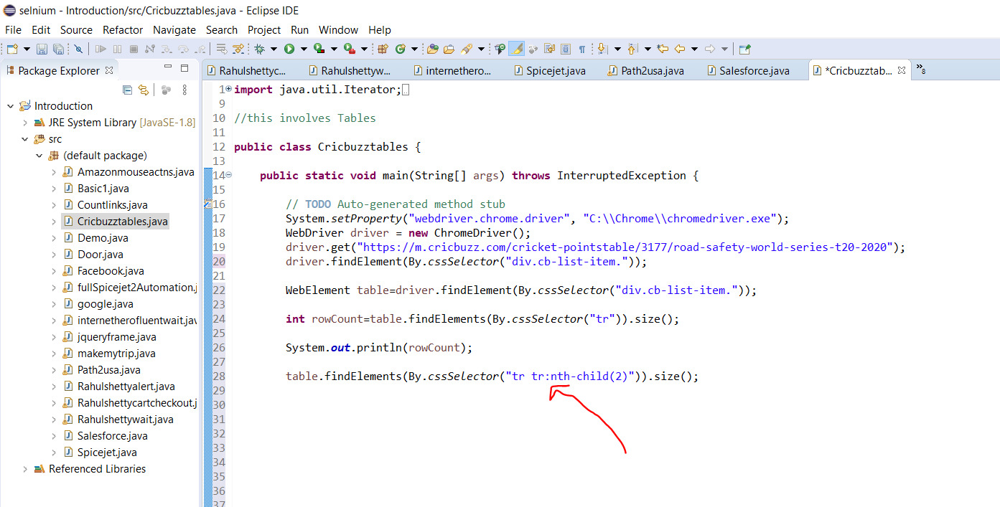 selnium - Introduction/src/Cricbuzztables.java - Eclipse IDE
File Edit Source Refactor Navigate Search Project Run Window Help
Package Explorer
Introduction
JRE System Library [JavaSE-1.8]
src
(default package)
Amazonmouseactns.java
Basic1.java
Countlinks.java
Cricbuzztables.java
Demo.java
Door.java
Facebook.java
fullSpicejet2Automation.j
google.java
internetherofluentwait.jav
jqueryframe.java
makemytrip.java
Path2usa.java
Rahulshettyalert.java
Rahulshettycartcheckout.j
Rahulshettywait.java
Salesforce.java
Spicejet.java
Referenced Libraries
Rahulshettyc... Rahulshettyw... internethero... Spicejet.java Path2usa.java Salesforce.java *Cricbuzztab... »8
1 import java.util.Iterator;
9
10 //this involves Tables
11
12 public class Cricbuzztables {
13
14 public static void main(String[] args) throws InterruptedException {
15
16 // TODO Auto-generated method stub
17 System.setProperty("webdriver.chrome.driver", "C:\\Chrome\\chromedriver.exe");
18 WebDriver driver = new ChromeDriver();
19 driver.get("https://m.cricbuzz.com/cricket-pointstable/3177/road-safety-world-series-t20-2020");
20 driver.findElement(By.cssSelector("div.cb-list-item."));
21
22 WebElement table=driver.findElement(By.cssSelector("div.cb-list-item."));
23
24 int rowCount=table.findElements(By.cssSelector("tr")).size();
25
26 System.out.println(rowCount);
27
28 table.findElements(By.cssSelector("tr tr:nth-child(2)")).size();
29
30
31
32
33
34
35
36
37